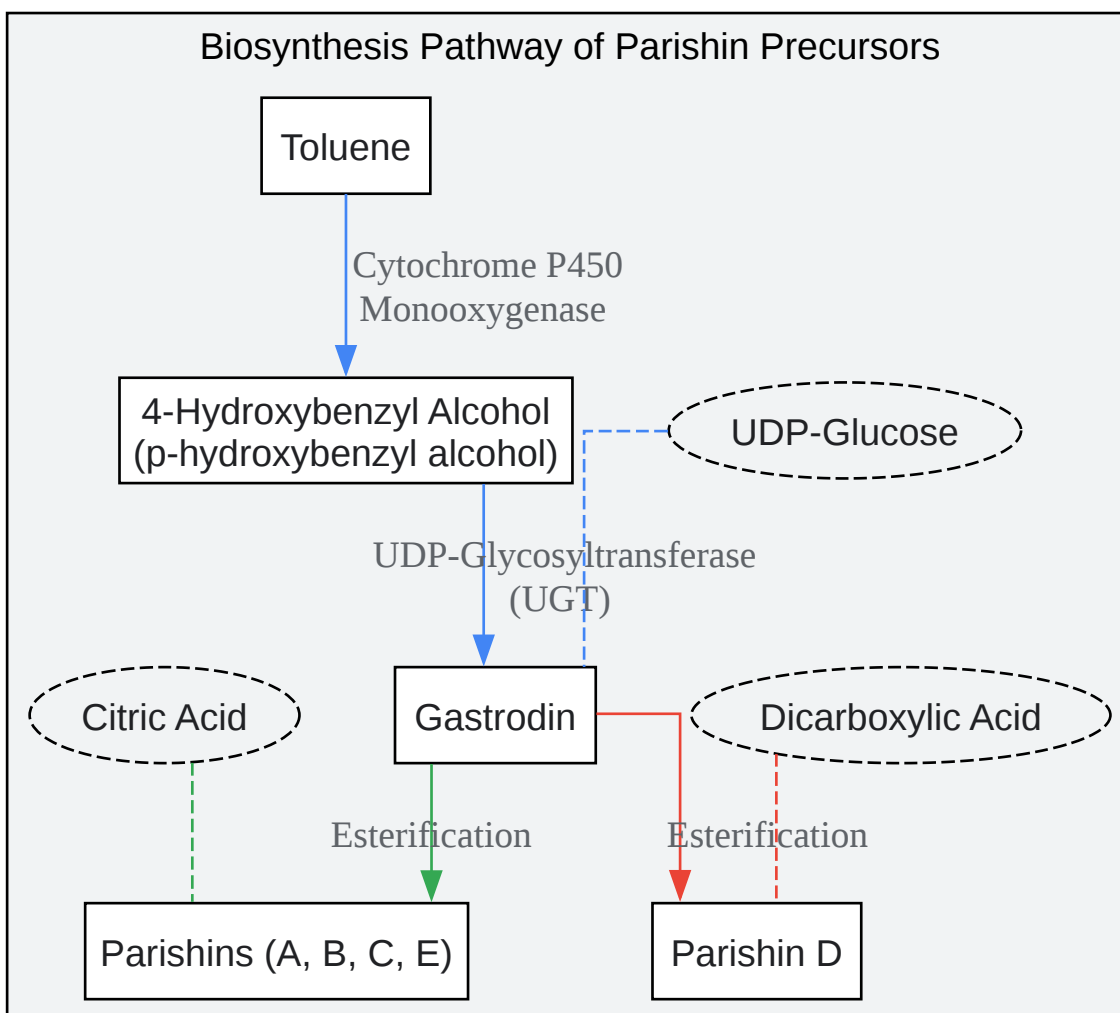 Biosynthesis Pathway of Parishin Precursors
Toluene
Cytochrome P450
Monooxygenase
4-Hydroxybenzyl Alcohol
(p-hydroxybenzyl alcohol)
UDP-Glucose
UDP-Glycosyltransferase
(UGT)
Citric Acid
Gastrodin
Dicarboxylic Acid
Esterification
Esterification
Parishins (A, B, C, E)
Parishin D